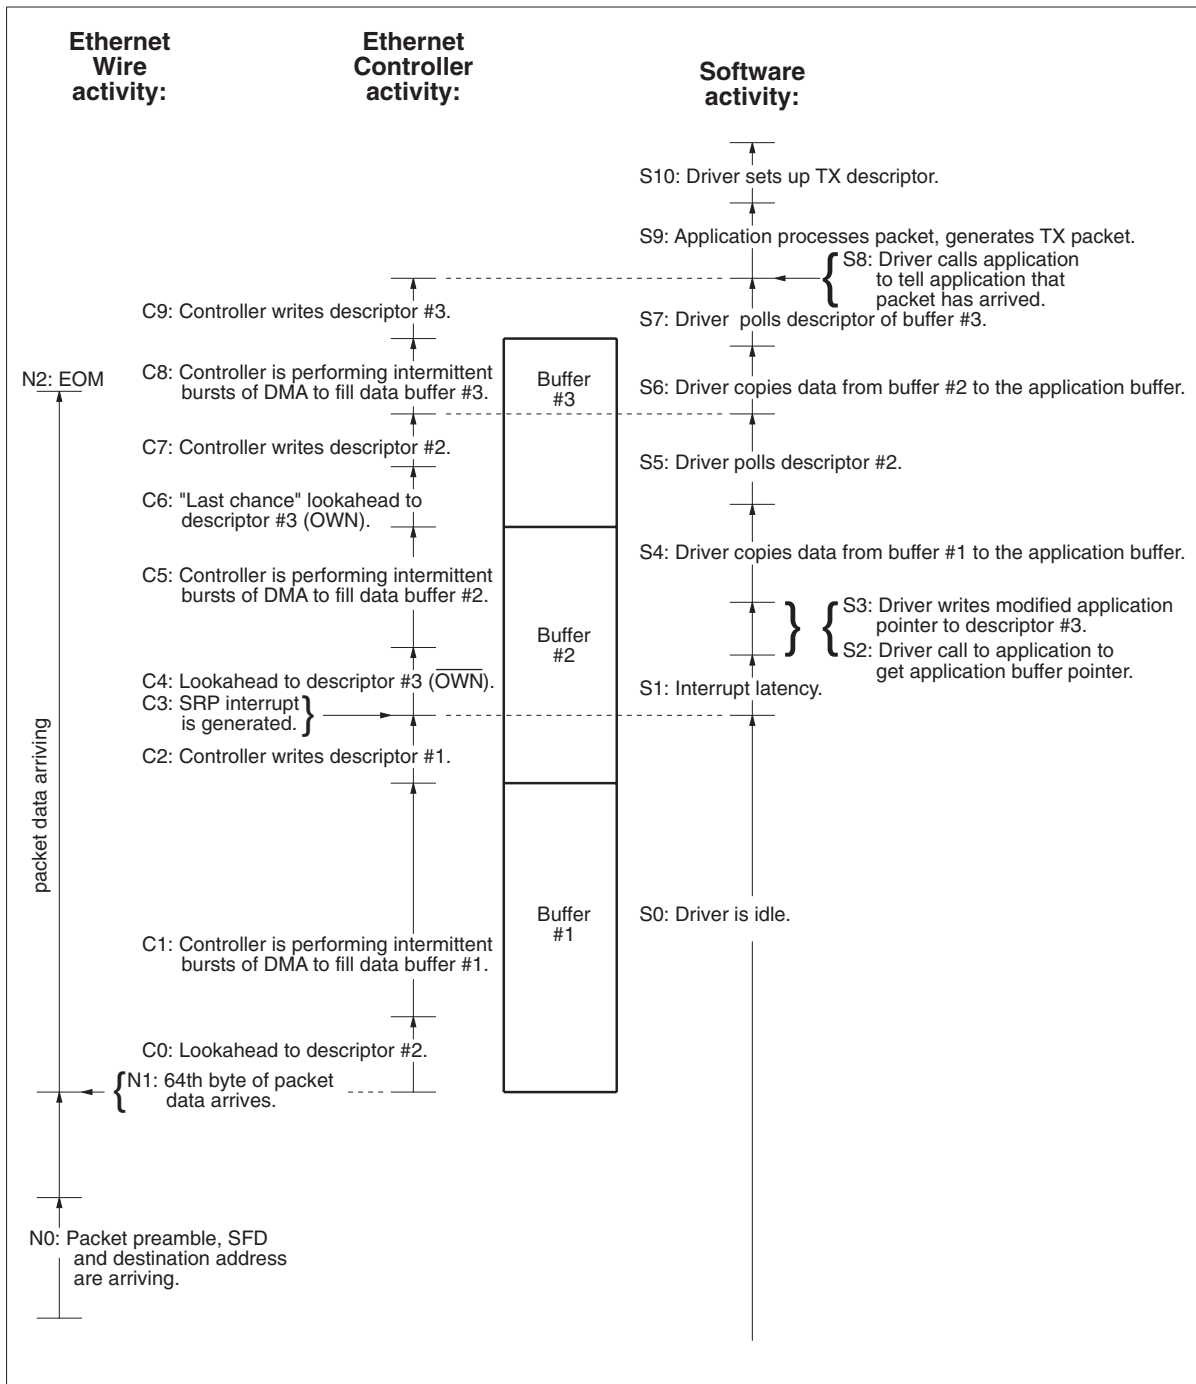 Ethernet
Wire
activity:
Ethernet
Controller
activity:
Software
activity:
S10: Driver sets up TX descriptor.
S9: Application processes packet, generates TX packet.
S8: Driver calls application
to tell application that
packet has arrived.
S7: Driver polls descriptor of buffer #3.
S6: Driver copies data from buffer #2 to the application buffer.
S5: Driver polls descriptor #2.
S4: Driver copies data from buffer #1 to the application buffer.
S3: Driver writes modified application
pointer to descriptor #3.
S2: Driver call to application to
get application buffer pointer.
S1: Interrupt latency.
S0: Driver is idle.
C9: Controller writes descriptor #3.
C8: Controller is performing intermittent
bursts of DMA to fill data buffer #3.
C7: Controller writes descriptor #2.
C6: "Last chance" lookahead to
descriptor #3 (OWN).
C5: Controller is performing intermittent
bursts of DMA to fill data buffer #2.
C4: Lookahead to descriptor #3 (O̅W̅N̅).
C3: SRP interrupt
is generated.
C2: Controller writes descriptor #1.
C1: Controller is performing intermittent
bursts of DMA to fill data buffer #1.
C0: Lookahead to descriptor #2.
Buffer
#3
Buffer
#2
Buffer
#1
N2: EOM
packet data arriving
N1: 64th byte of packet
data arrives.
N0: Packet preamble, SFD
and destination address
are arriving.